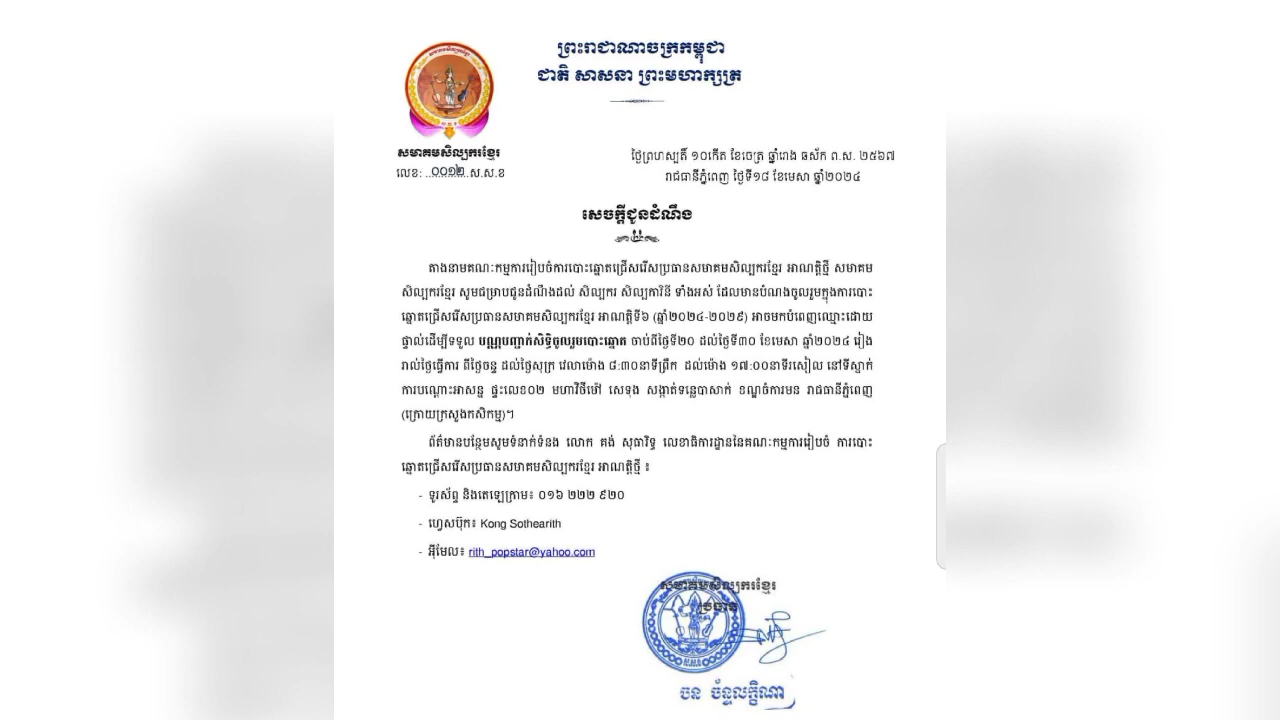 ព្រះរាជាណាចក្រកម្ពុជា
ជាតិ សាសនា ព្រះមហាក្សត្រ
សមាគមសិល្បករខ្មែរ
លេខៈ ...០០១២...ស.ស.ខ
ថ្ងៃព្រហស្បតិ៍ ១០កើត ខែចេត្រ ឆ្នាំរោង ឆស័ក ព.ស. ២៥៦៧
រាជធានីភ្នំពេញ ថ្ងៃទី១៨ ខែមេសា ឆ្នាំ២០២៤
សេចក្តីជូនដំណឹង
តាងនាមគណៈកម្មការរៀបចំការបោះឆ្នោតជ្រើសរើសប្រធានសមាគមសិល្បករខ្មែរ អាណត្តិថ្មី សមាគម
សិល្បករខ្មែរ សូមជម្រាបជូនដំណឹងដល់ សិល្បករ សិល្បការិនី ទាំងអស់ ដែលមានបំណងចូលរួមក្នុងការបោះ
ឆ្នោតជ្រើសរើសប្រធានសមាគមសិល្បករខ្មែរ អាណត្តិទី៦ (ឆ្នាំ២០២៤-២០២៩) អាចមកបំពេញឈ្មោះដោយ
ផ្ទាល់ដើម្បីទទួល បណ្ណបញ្ជាក់សិទ្ធិចូលរួមបោះឆ្នោត ចាប់ពីថ្ងៃទី២០ ដល់ថ្ងៃទី៣០ ខែមេសា ឆ្នាំ២០២៤ រៀង
រាល់ថ្ងៃធ្វើការ ពីថ្ងៃចន្ទ ដល់ថ្ងៃសុក្រ វេលាម៉ោង ៨:៣០នាទីព្រឹក ដល់ម៉ោង ១៧:០០នាទីរសៀល នៅទីស្នាក់
ការបណ្តោះអាសន្ន ផ្ទះលេខ០២ មហាវិថីម៉ៅ សេទុង សង្កាត់ទន្លេបាសាក់ ខណ្ឌចំការមន រាជធានីភ្នំពេញ
(ក្រោយក្រសួងកសិកម្ម)។
ព័ត៌មានបន្ថែមសូមទំនាក់ទំនង លោក គង់ សុធារិទ្ធ លេខាធិការដ្ឋាននៃគណៈកម្មការរៀបចំ ការបោះ
ឆ្នោតជ្រើសរើសប្រធានសមាគមសិល្បករខ្មែរ អាណត្តិថ្មី ៖
- ទូរស័ព្ទ និងតេឡេក្រាម៖ ០១៦ ២២២ ៩២០
- ហ្វេសប៊ុក៖ Kong Sothearith
- អ៊ីមែល៖ rith_popstar@yahoo.com
សមាគមសិល្បករខ្មែរ
ប្រធាន
ចន ច័ន្ទលក្ខិណា